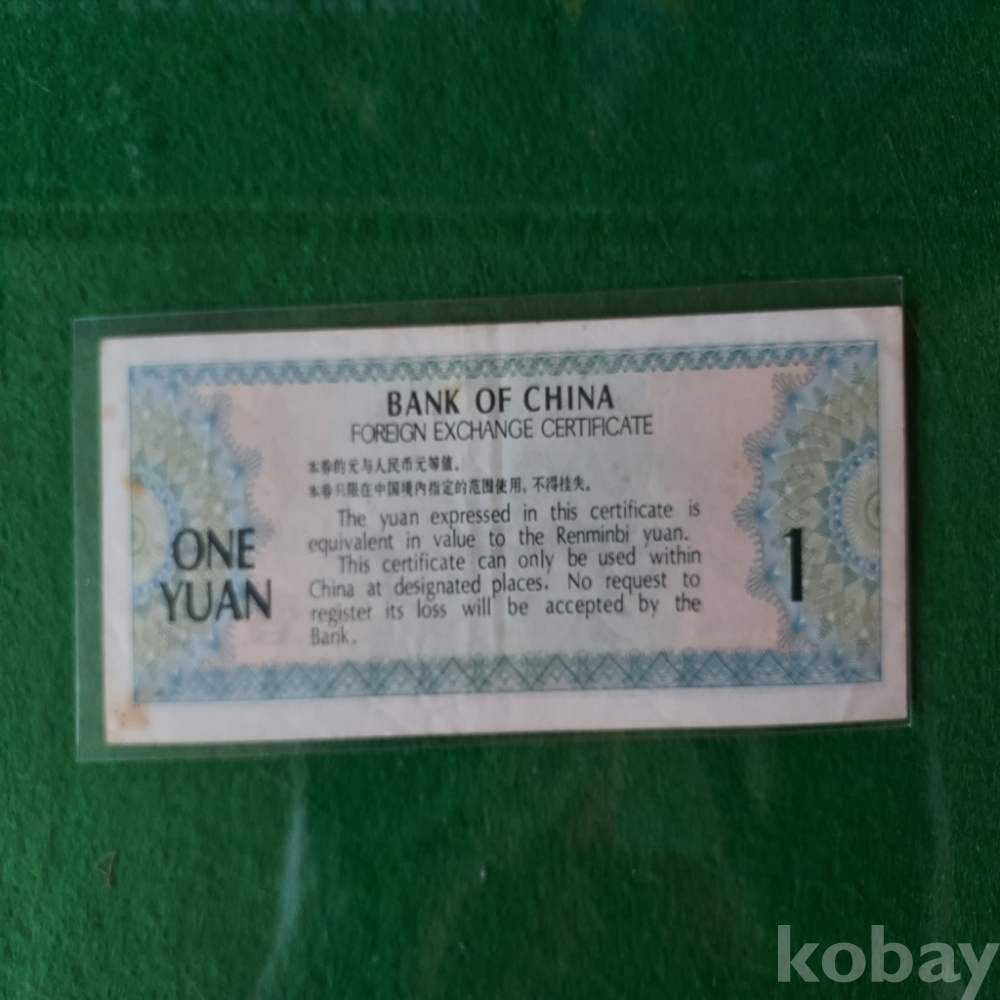 BANK OF CHINA
FOREIGN EXCHANGE CERTIFICATE
本券的元与人民币元等值。
本券只限在中国境内指定的范围使用，不得挂失。
The yuan expressed in this certificate is
equivalent in value to the Renminbi yuan.
This certificate can only be used within
China at designated places. No request to
register its loss will be accepted by the
Bank.
ONE
YUAN
1
kobay